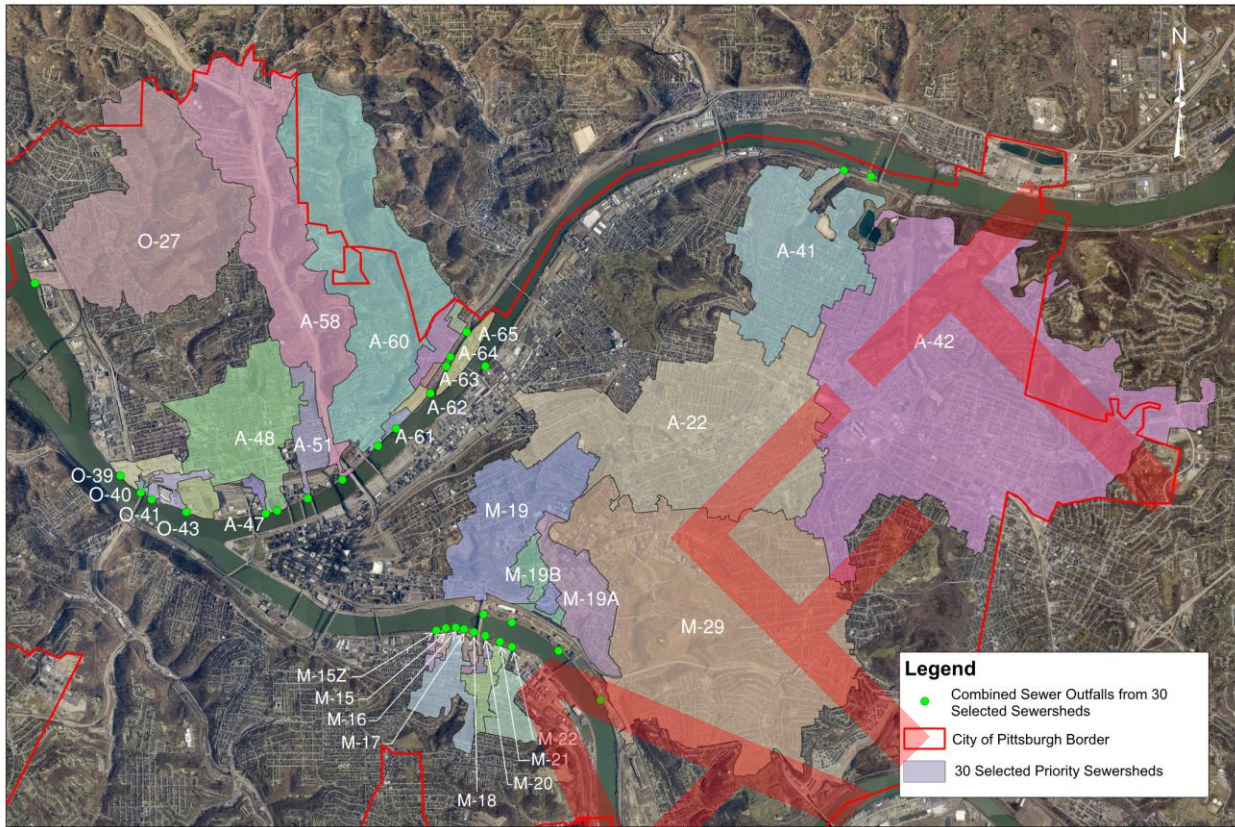 N
A-41
O-27
A-58
A-65
A-42
A-60
A-64
A-63
A-62
A-22
A-48
A-51
A-61
O-39
O-40
O-41
O-43
A-47
M-19
M-19B
M-19A
M-29
M-15Z
M-15
M-16
M-17
M-22
M-21
M-20
M-18
Legend
Combined Sewer Outfalls from 30
Selected Sewersheds
City of Pittsburgh Border
30 Selected Priority Sewersheds